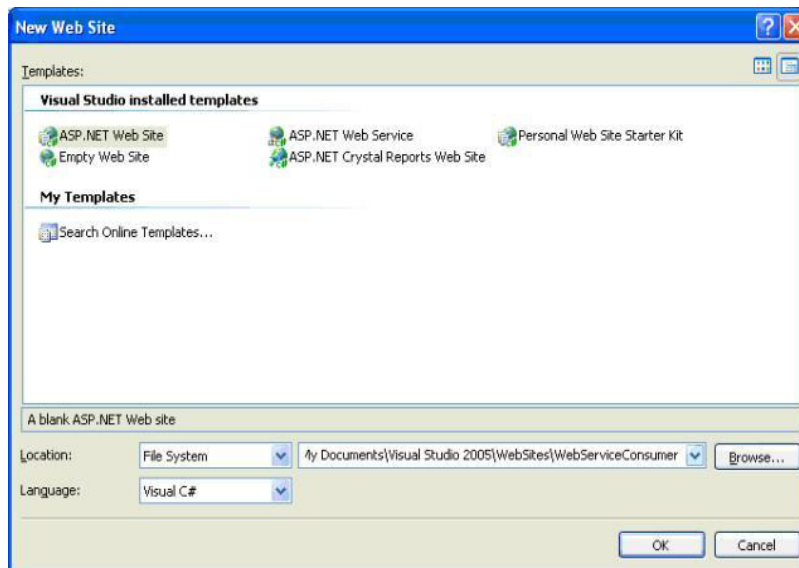 New Web Site
Templates:
Visual Studio installed templates
ASP.NET Web Site
ASP.NET Web Service
Personal Web Site Starter Kit
Empty Web Site
ASP.NET Crystal Reports Web Site
My Templates
Search Online Templates...
A blank ASP.NET Web site
Location:
File System
My Documents\Visual Studio 2005\WebSites\WebServiceConsumer
Browse...
Language:
Visual C#
OK
Cancel